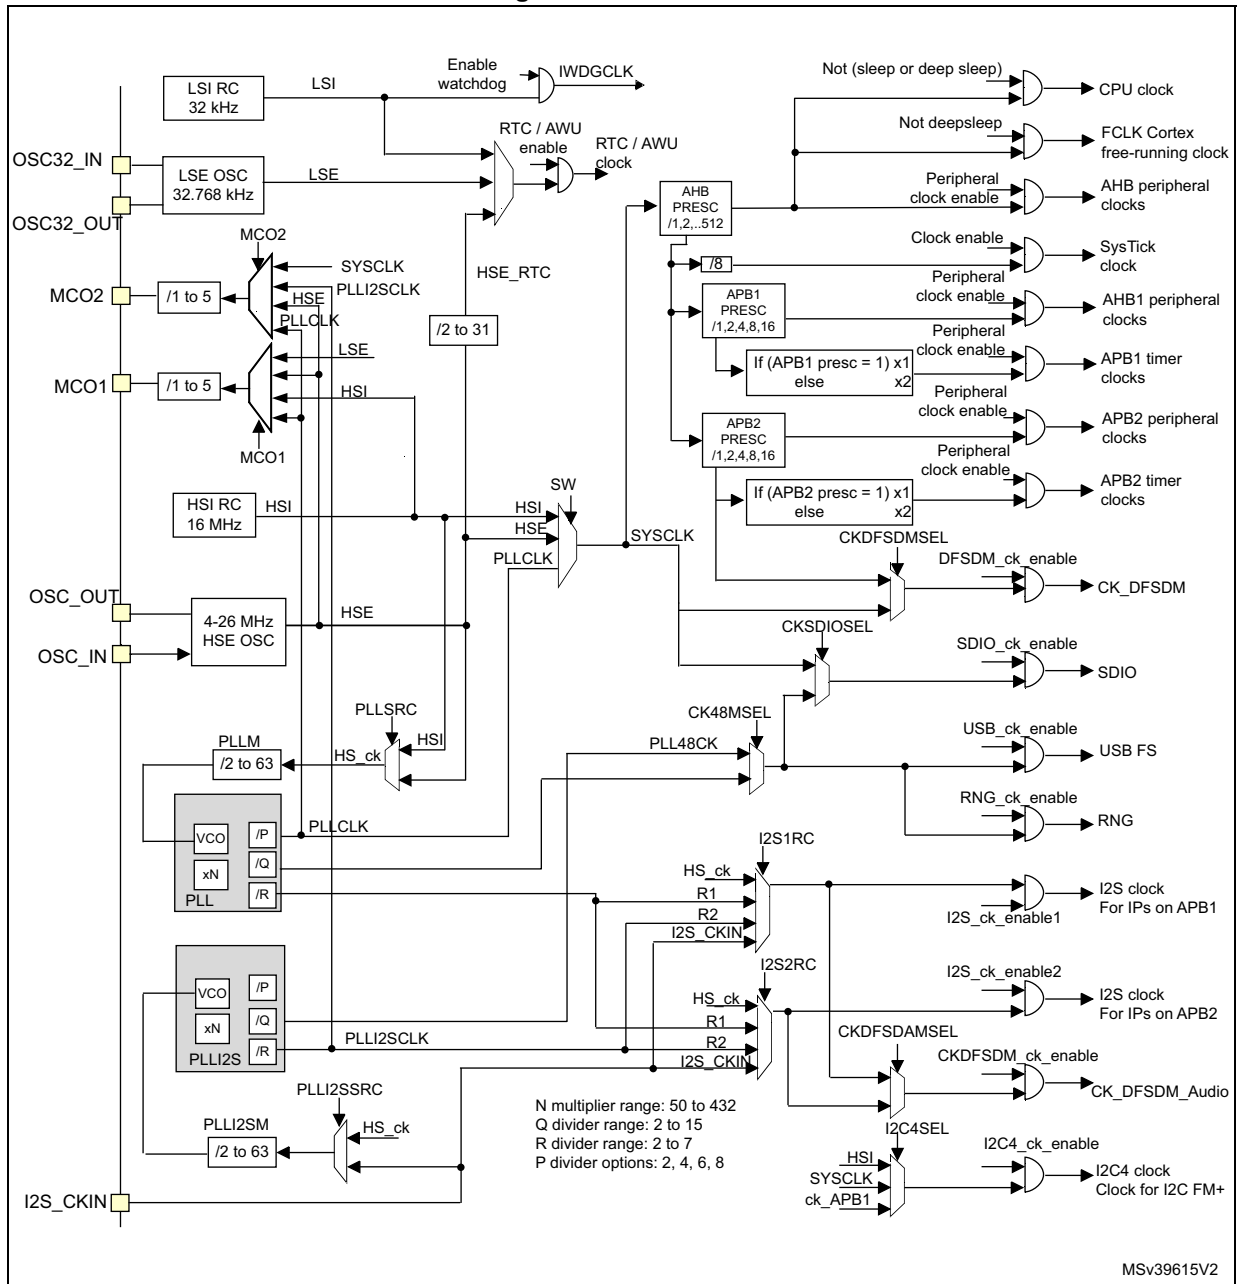 LSI RC
32 kHz
LSI
Enable
watchdog
IWDGCLK
Not (sleep or deep sleep)
CPU clock
OSC32_IN
LSE OSC
32.768 kHz
LSE
RTC / AWU
enable
RTC / AWU
clock
Not deepsleep
FCLK Cortex
free-running clock
OSC32_OUT
AHB
PRESC
/1,2,..512
Peripheral
clock enable
AHB peripheral
clocks
MCO2
SYSCLK
HSE_RTC
/8
Clock enable
SysTick
clock
MCO2
/1 to 5
PLLI2SCLK
HSE
PLLCLK
/2 to 31
APB1
PRESC
/1,2,4,8,16
Peripheral
clock enable
AHB1 peripheral
clocks
MCO1
/1 to 5
LSE
HSI
MCO1
If (APB1 presc = 1) x1
else x2
Peripheral
clock enable
APB1 timer
clocks
APB2
PRESC
/1,2,4,8,16
Peripheral
clock enable
APB2 peripheral
clocks
HSI RC
16 MHz
HSI
HSI
SW
HSE
PLLCLK
SYSCLK
If (APB2 presc = 1) x1
else x2
Peripheral
clock enable
APB2 timer
clocks
CKDFSDMSEL
DFSDM_ck_enable
CK_DFSDM
OSC_OUT
4-26 MHz
HSE OSC
HSE
OSC_IN
CKSDIOSEL
SDIO_ck_enable
SDIO
PLLSRC
HSI
PLLM
HS_ck
/2 to 63
CK48MSEL
PLL48CK
USB_ck_enable
USB FS
VCO
/P
PLLCLK
/Q
xN
/R
PLL
RNG_ck_enable
RNG
I2S1RC
HS_ck
R1
R2
I2S_CKIN
I2S clock
For IPs on APB1
I2S_ck_enable1
VCO
/P
xN
/Q
PLLI2S
/R
PLLI2SCLK
I2S2RC
HS_ck
R1
R2
I2S_CKIN
I2S_ck_enable2
I2S clock
For IPs on APB2
CKDFSDAMSEL
CKDFSDM_ck_enable
CK_DFSDM_Audio
PLLI2SSRC
PLLI2SM
HS_ck
/2 to 63
N multiplier range: 50 to 432
Q divider range: 2 to 15
R divider range: 2 to 7
P divider options: 2, 4, 6, 8
I2C4SEL
HSI
SYSCLK
ck_APB1
I2C4_ck_enable
I2C4 clock
Clock for I2C FM+
I2S_CKIN
MSv39615V2